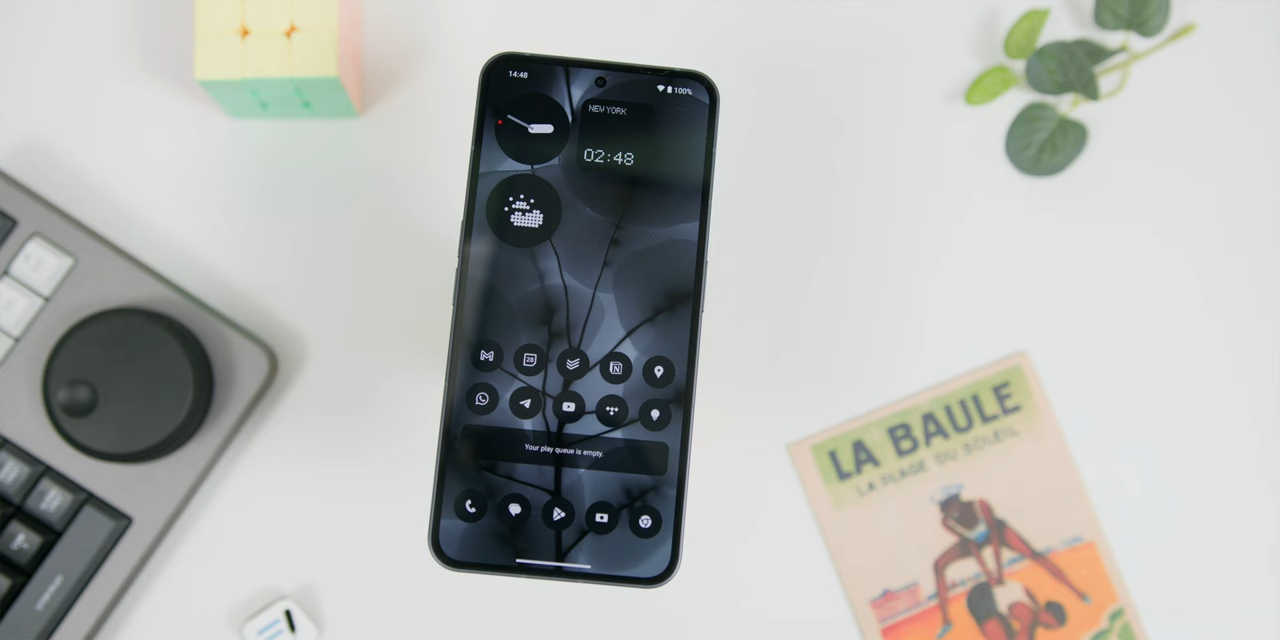 14:48
100%
NEW YORK
02:48
28
N
Your play queue is empty.
LA BAULE
LA PLAGE DU SOLEIL